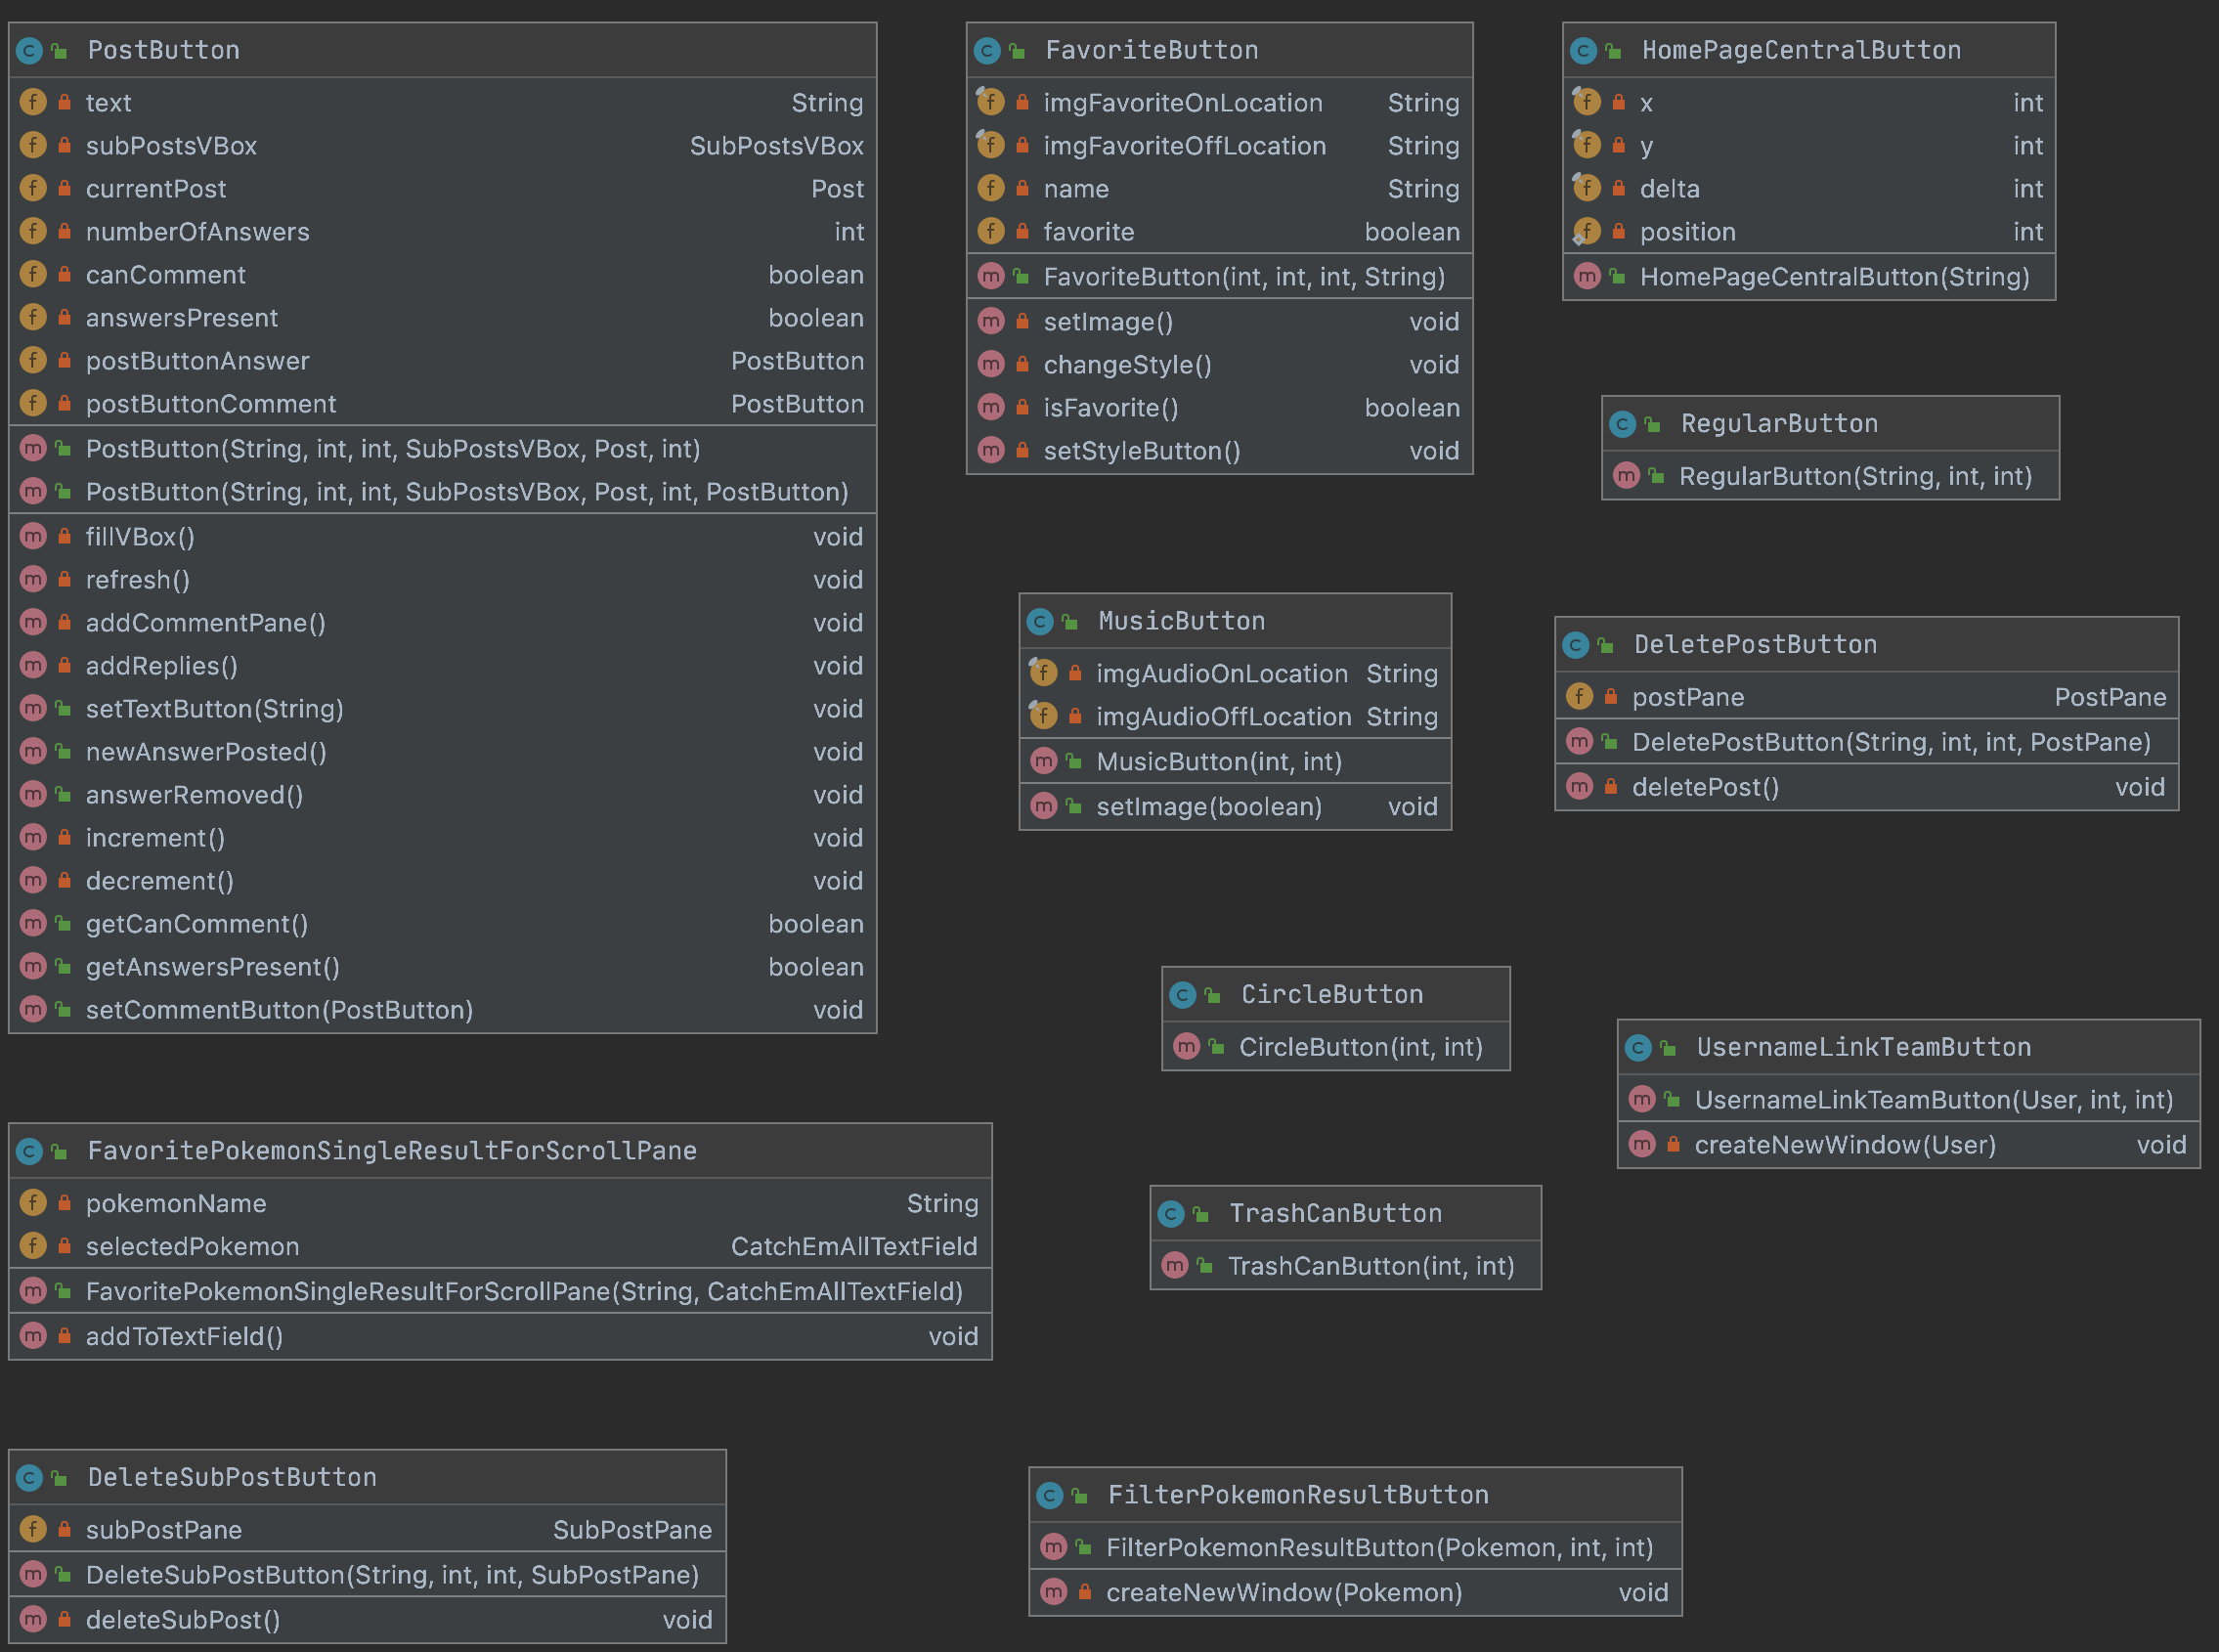 PostButton
text String
subPostsVBox SubPostsVBox
currentPost Post
numberOfAnswers int
canComment boolean
answersPresent boolean
postButtonAnswer PostButton
postButtonComment PostButton
PostButton(String, int, int, SubPostsVBox, Post, int)
PostButton(String, int, int, SubPostsVBox, Post, int, PostButton)
fillVBox() void
refresh() void
addCommentPane() void
addReplies() void
setTextButton(String) void
newAnswerPosted() void
answerRemoved() void
increment() void
decrement() void
getCanComment() boolean
getAnswersPresent() boolean
setCommentButton(PostButton) void
FavoriteButton
imgFavoriteOnLocation String
imgFavoriteOffLocation String
name String
favorite boolean
FavoriteButton(int, int, int, String)
setImage() void
changeStyle() void
isFavorite() boolean
setStyleButton() void
HomePageCentralButton
x int
y int
delta int
position int
HomePageCentralButton(String)
RegularButton
RegularButton(String, int, int)
MusicButton
imgAudioOnLocation String
imgAudioOffLocation String
MusicButton(int, int)
setImage(boolean) void
DeletePostButton
postPane PostPane
DeletePostButton(String, int, int, PostPane)
deletePost() void
CircleButton
CircleButton(int, int)
UsernameLinkTeamButton
UsernameLinkTeamButton(User, int, int)
createNewWindow(User) void
FavoritePokemonSingleResultForScrollPane
pokemonName String
selectedPokemon CatchEmAllTextField
FavoritePokemonSingleResultForScrollPane(String, CatchEmAllTextField)
addToTextField() void
TrashCanButton
TrashCanButton(int, int)
DeleteSubPostButton
subPostPane SubPostPane
DeleteSubPostButton(String, int, int, SubPostPane)
deleteSubPost() void
FilterPokemonResultButton
FilterPokemonResultButton(Pokemon, int, int)
createNewWindow(Pokemon) void